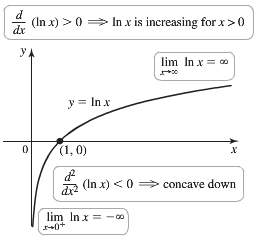 d/dx (ln x) > 0 ⟹ ln x is increasing for x > 0
y
lim x→∞ ln x = ∞
y = ln x
0
(1, 0)
x
d²/dx² (ln x) < 0 ⟹ concave down
lim x→0⁺ ln x = −∞